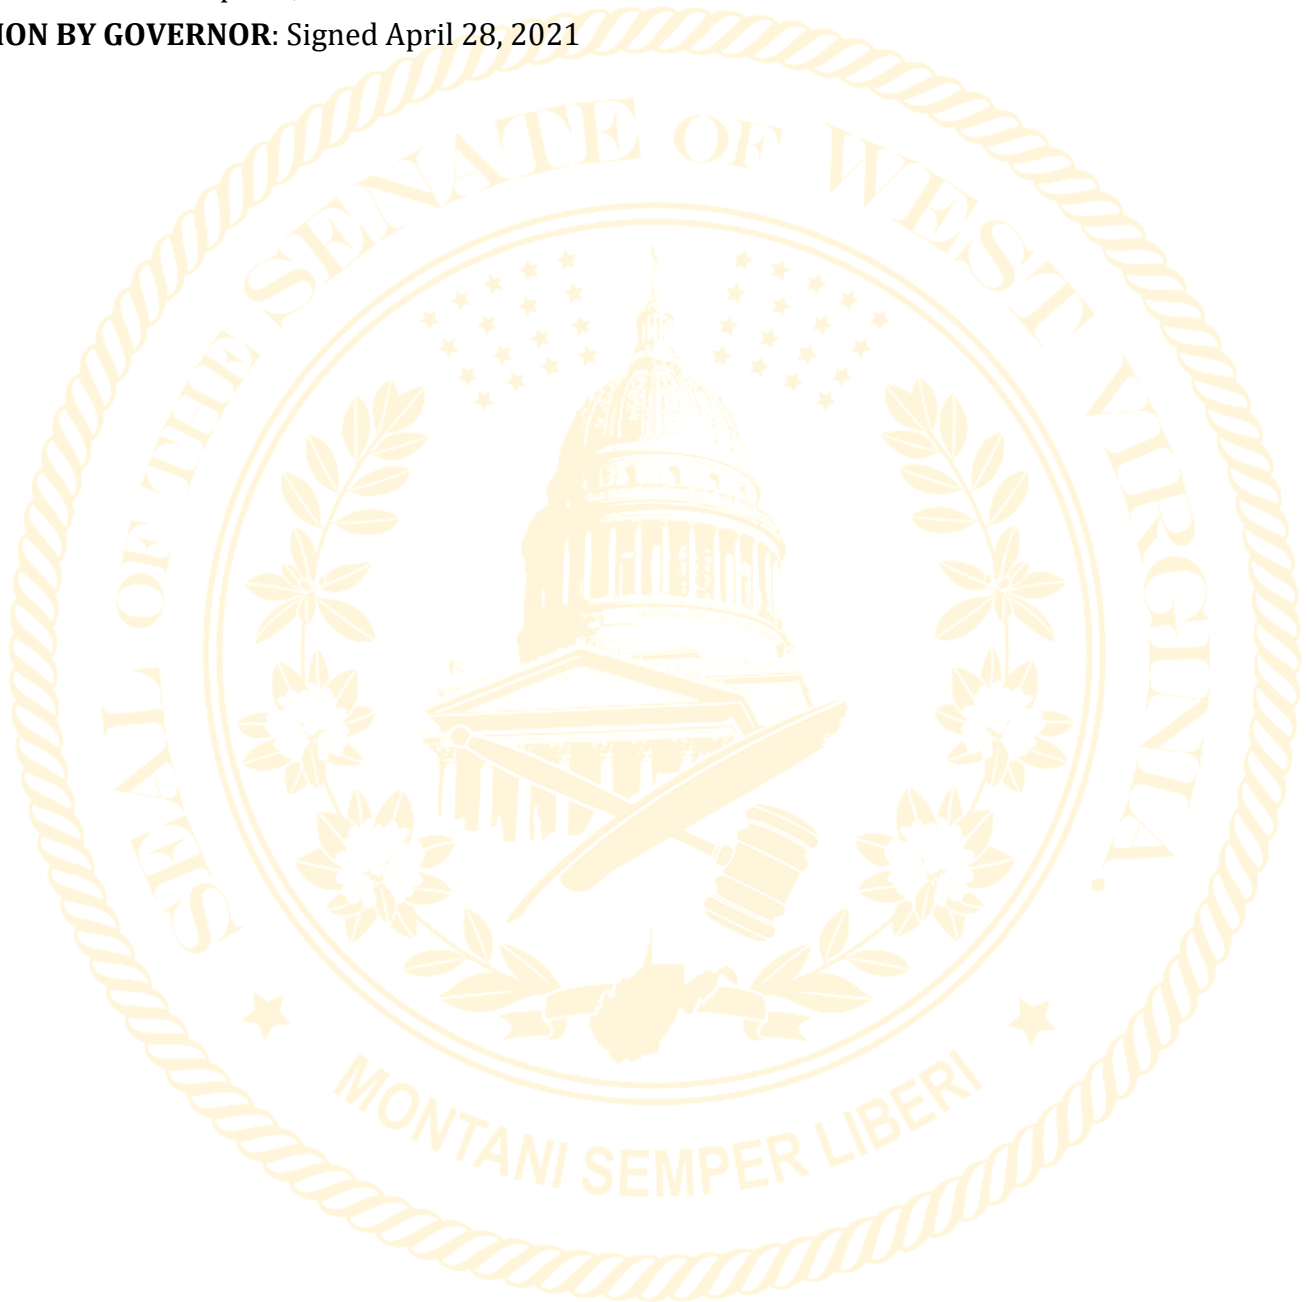 ION BY GOVERNOR: Signed April 28, 2021
SEAL OF THE SENATE OF WEST VIRGINIA.
MONTANI SEMPER LIBERI